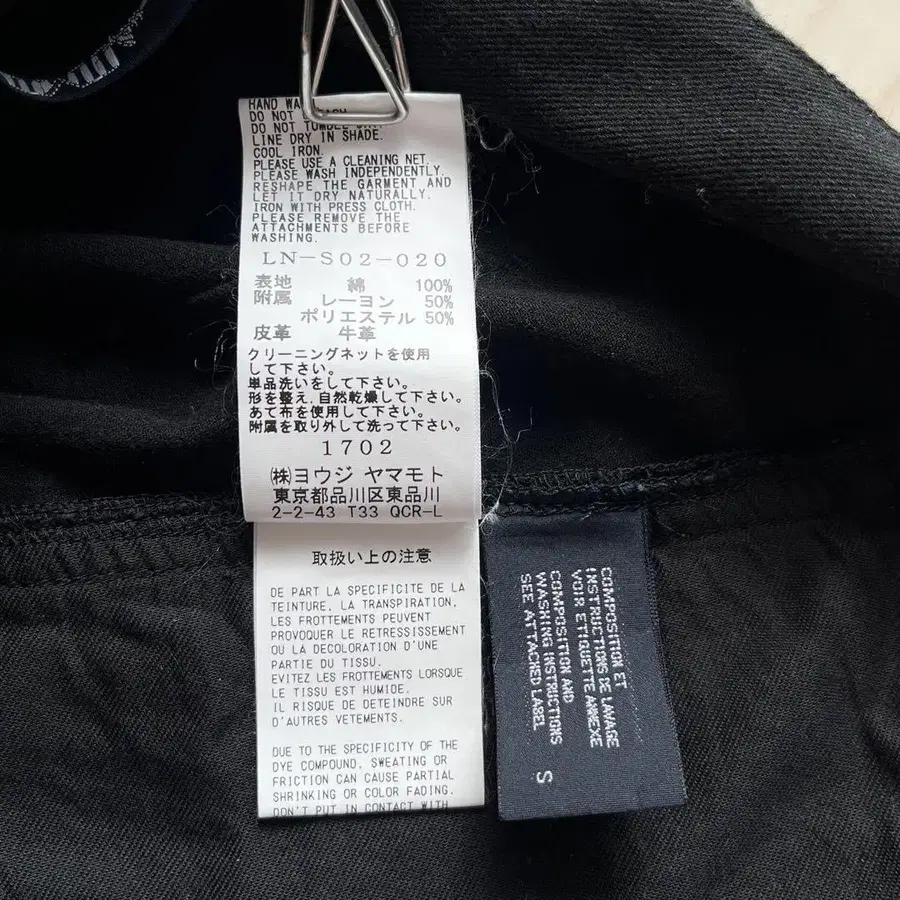 HAND
DO NOT
DO NOT TUMBLE
LINE DRY IN SHADE.
COOL IRON.
PLEASE USE A CLEANING NET.
PLEASE WASH INDEPENDENTLY.
RESHAPE THE GARMENT AND
LET IT DRY NATURALLY.
IRON WITH PRESS CLOTH.
PLEASE REMOVE THE
ATTACHMENTS BEFORE
WASHING.
LN-S02-020
表地 綿 100%
附属 レーヨン 50%
ポリエステル 50%
皮革 牛革
クリーニングネットを使用
して下さい。
単品洗いをして下さい。
形を整え、自然乾燥して下さい。
あて布を使用して下さい。
附属を取り外して洗って下さい。
1702
㈱ヨウジ ヤマモト
東京都品川区東品川
2-2-43 T33 QCR-L
取扱い上の注意
DE PART LA SPECIFICITE DE LA
TEINTURE, LA TRANSPIRATION,
LES FROTTEMENTS PEUVENT
PROVOQUER LE RETRESSISSEMENT
OU LA DECOLORATION D'UNE
PARTIE DU TISSU.
EVITEZ LES FROTTEMENTS LORSQUE
LE TISSU EST HUMIDE.
IL RISQUE DE DETEINDRE SUR
D'AUTRES VETEMENTS.
DUE TO THE SPECIFICITY OF THE
DYE COMPOUND, SWEATING OR
FRICTION CAN CAUSE PARTIAL
SHRINKING OR COLOR FADING.
DON'T PUT IN CONTACT WITH
COMPOSITION ET
INSTRUCTIONS DE LAVAGE
VOIR ETIQUETTE ANNEXE
COMPOSITION AND
WASHING INSTRUCTIONS
SEE ATTACHED LABEL
S